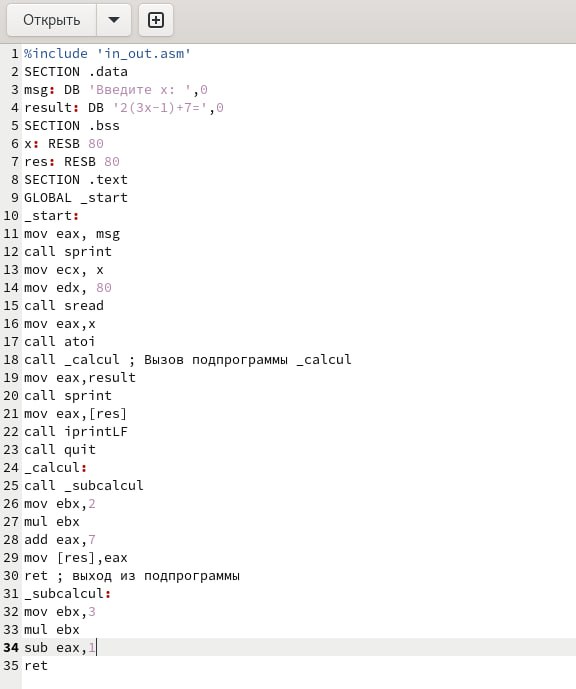 Открыть
1 %include 'in_out.asm'
2 SECTION .data
3 msg: DB 'Введите x: ',0
4 result: DB '2(3x-1)+7=',0
5 SECTION .bss
6 x: RESB 80
7 res: RESB 80
8 SECTION .text
9 GLOBAL _start
10 _start:
11 mov eax, msg
12 call sprint
13 mov ecx, x
14 mov edx, 80
15 call sread
16 mov eax,x
17 call atoi
18 call _calcul ; Вызов подпрограммы _calcul
19 mov eax,result
20 call sprint
21 mov eax,[res]
22 call iprintLF
23 call quit
24 _calcul:
25 call _subcalcul
26 mov ebx,2
27 mul ebx
28 add eax,7
29 mov [res],eax
30 ret ; выход из подпрограммы
31 _subcalcul:
32 mov ebx,3
33 mul ebx
34 sub eax,1
35 ret